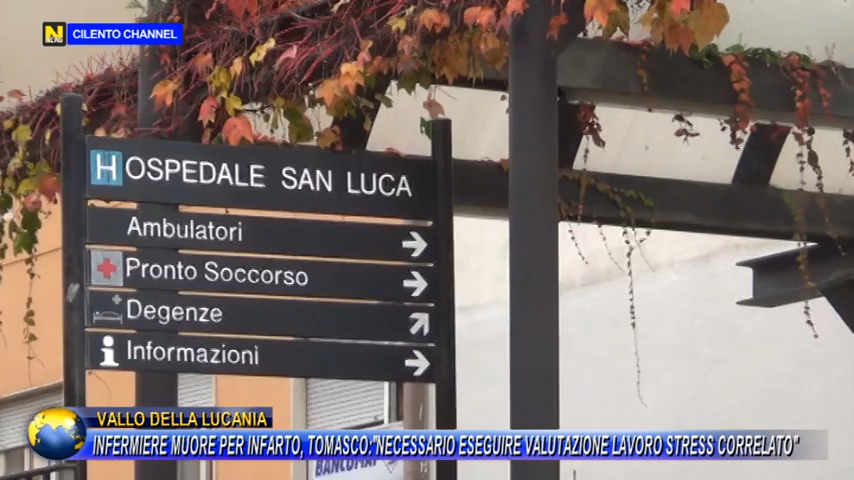 N
CILENTO CHANNEL
HOSPEDALE SAN LUCA
Ambulatori
Pronto Soccorso
Degenze
i Informazioni
VALLO DELLA LUCANIA
INFERMIERE MUORE PER INFARTO, TOMASCO:"NECESSARIO ESEGUIRE VALUTAZIONE LAVORO STRESS CORRELATO"
BANCOMAT